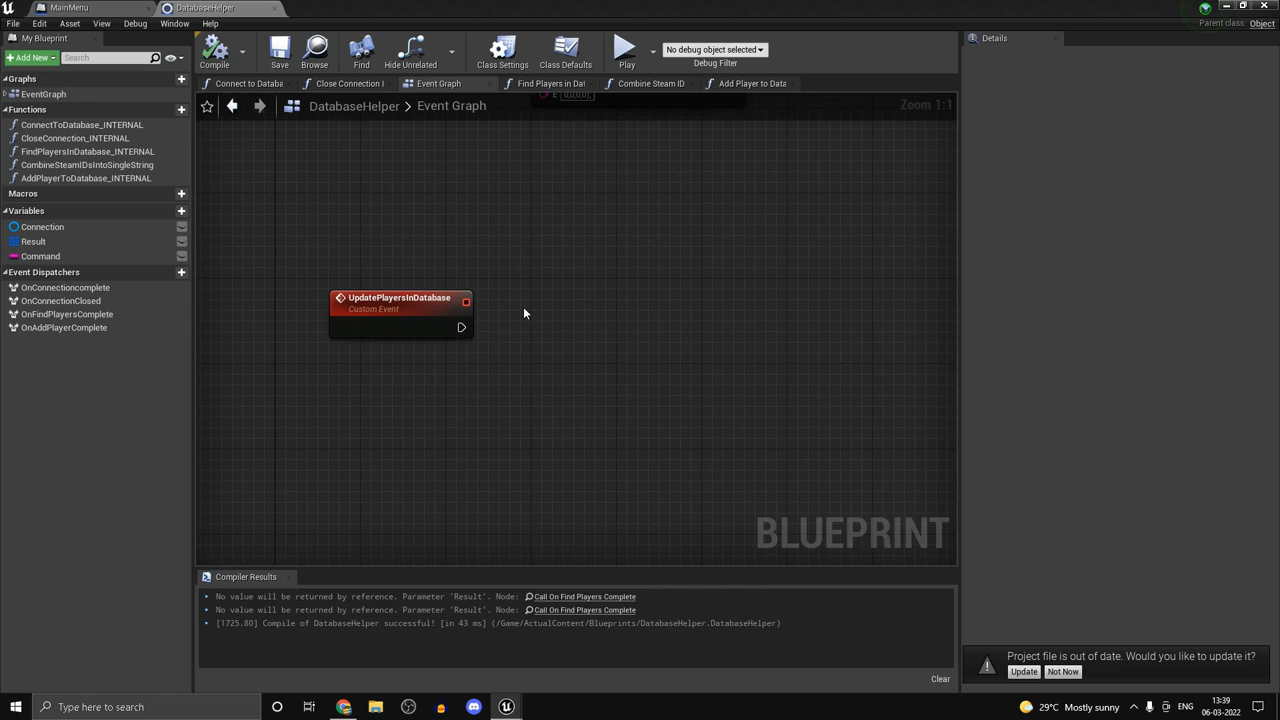 MainMenu
DatabaseHelper
File Edit Asset View Debug Window Help
Parent class: Object
My Blueprint
Add New
Search
Compile
Save
Browse
Find
Hide Unrelated
Class Settings
Class Defaults
Play
No debug object selected
Debug Filter
Details
Graphs
EventGraph
Functions
ConnectToDatabase_INTERNAL
CloseConnection_INTERNAL
FindPlayersInDatabase_INTERNAL
CombineSteamIDsIntoSingleString
AddPlayerToDatabase_INTERNAL
Macros
Variables
Connection
Result
Command
Event Dispatchers
OnConnectioncomplete
OnConnectionClosed
OnFindPlayersComplete
OnAddPlayerComplete
Connect to Databa
Close Connection I
Event Graph
Find Players in Dat
Combine Steam ID
Add Player to Data
DatabaseHelper > Event Graph
Zoom 1:1
UpdatePlayersInDatabase
Custom Event
BLUEPRINT
Compiler Results
No value will be returned by reference. Parameter 'Result'. Node: Call On Find Players Complete
No value will be returned by reference. Parameter 'Result'. Node: Call On Find Players Complete
[1725.80] Compile of DatabaseHelper successful! [in 43 ms] (/Game/ActualContent/Blueprints/DatabaseHelper.DatabaseHelper)
Clear
Project file is out of date. Would you like to update it?
Update
Not Now
Type here to search
29°C Mostly sunny
ENG
13:39
06-03-2022